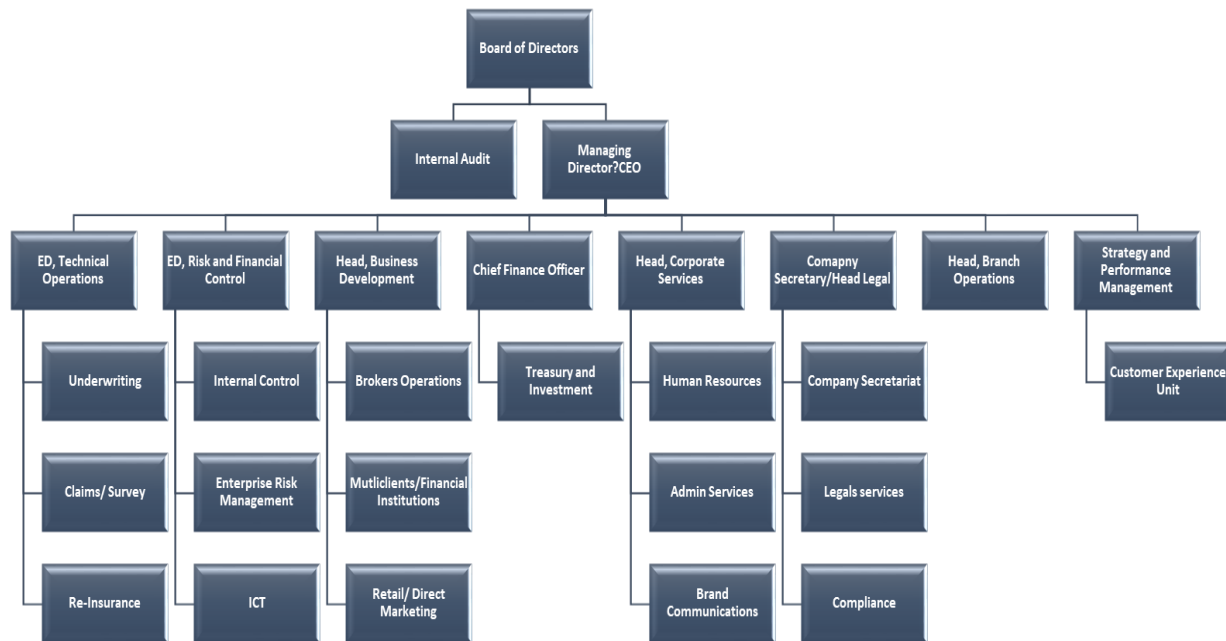 Board of Directors
Internal Audit
Managing
Director?CEO
ED, Technical
Operations
ED, Risk and Financial
Control
Head, Business
Development
Chief Finance Officer
Head, Corporate
Services
Comapny
Secretary/Head Legal
Head, Branch
Operations
Strategy and
Performance
Management
Underwriting
Internal Control
Brokers Operations
Treasury and
Investment
Human Resources
Company Secretariat
Customer Experience
Unit
Claims/ Survey
Enterprise Risk
Management
Mutliclients/Financial
Institutions
Admin Services
Legals services
Re-Insurance
ICT
Retail/ Direct
Marketing
Brand
Communications
Compliance